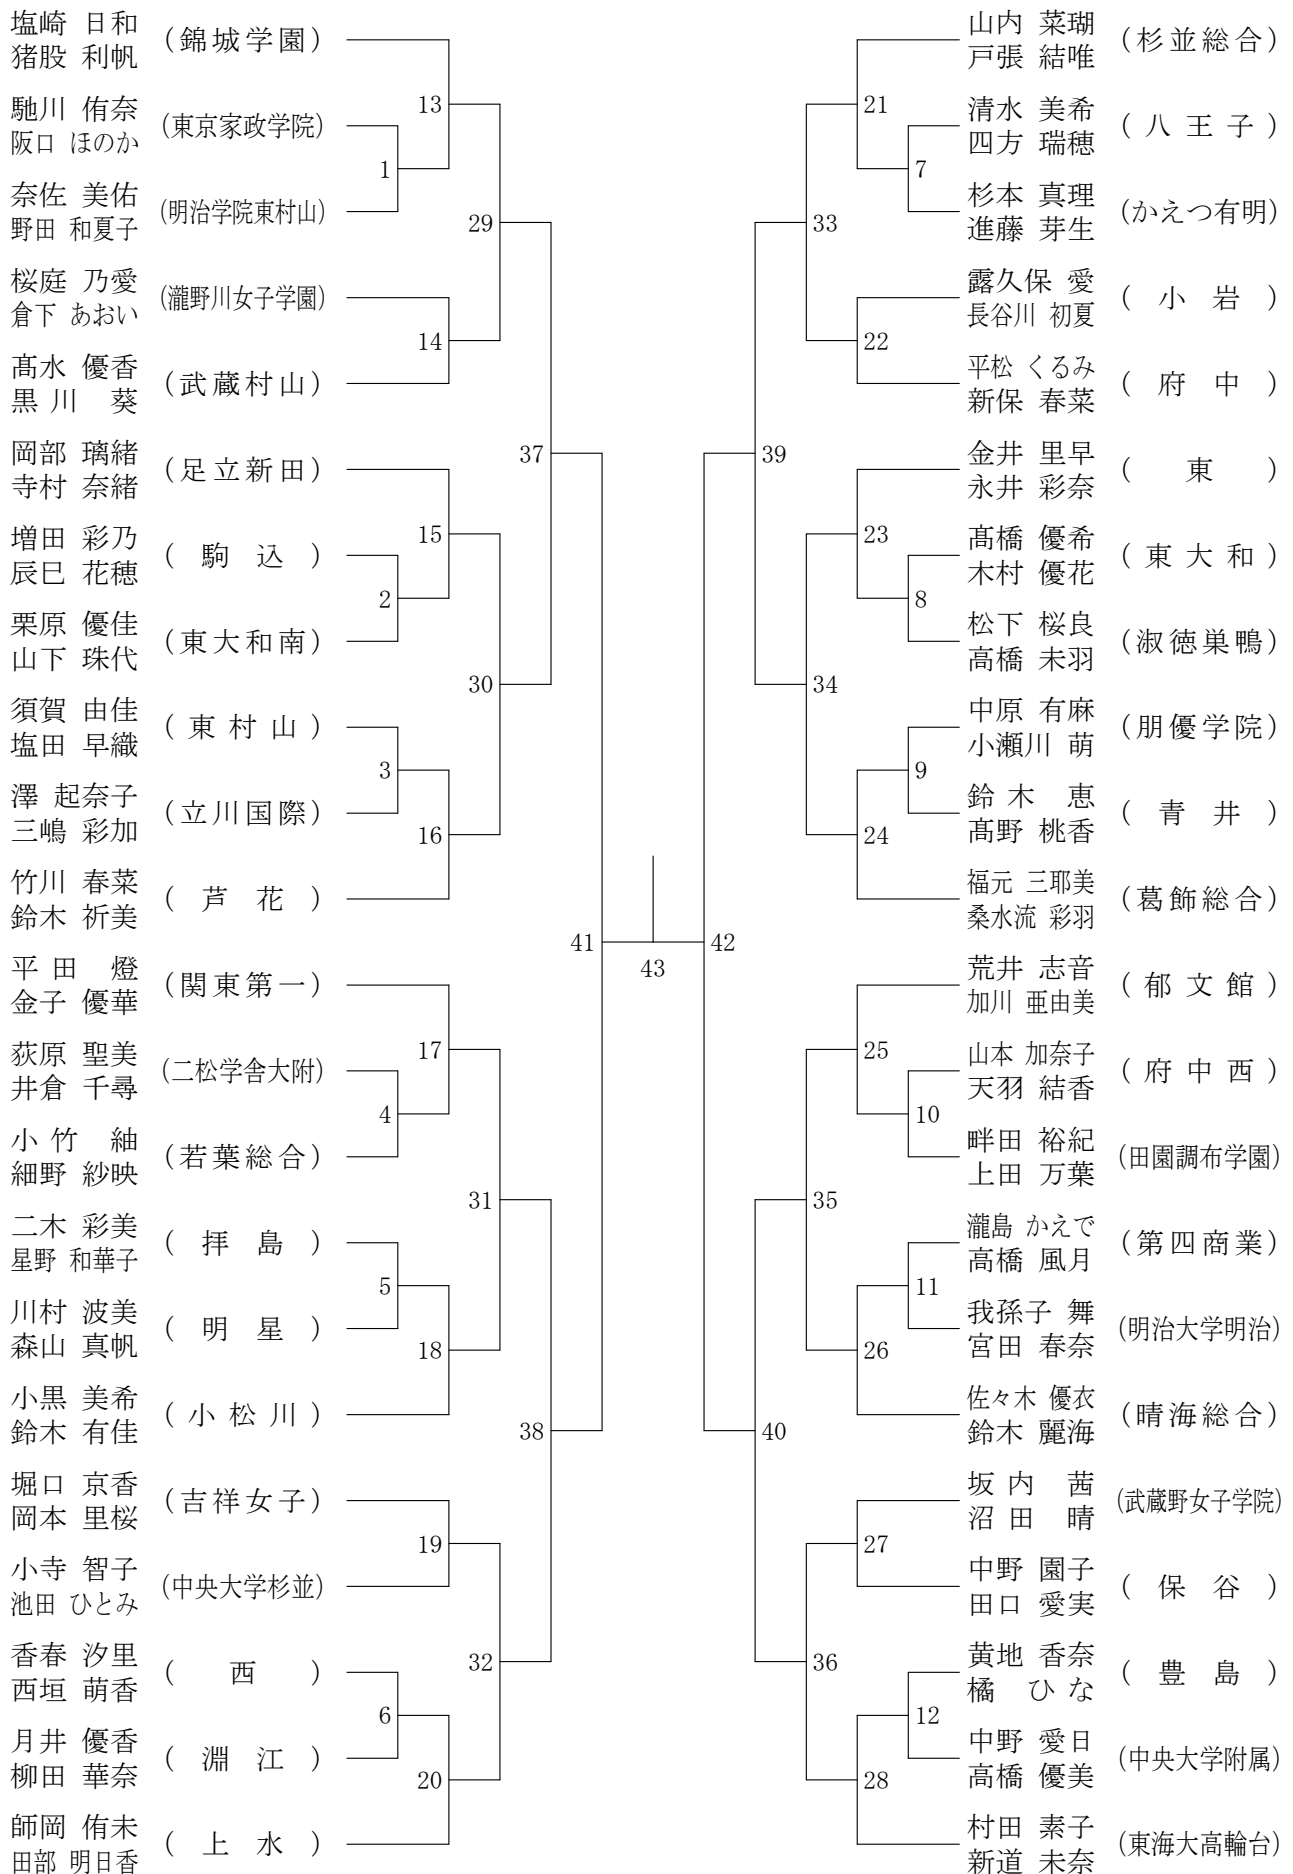 塩崎 日和
猪股 利帆
(錦城学園)
馳川 侑奈
阪口 ほのか
(東京家政学院)
奈佐 美佑
野田 和夏子
(明治学院東村山)
桜庭 乃愛
倉下 あおい
(瀧野川女子学園)
髙水 優香
黒川 葵
(武蔵村山)
岡部 璃緒
寺村 奈緒
(足立新田)
増田 彩乃
辰巳 花穂
(駒込)
栗原 優佳
山下 珠代
(東大和南)
須賀 由佳
塩田 早織
(東村山)
澤 起奈子
三嶋 彩加
(立川国際)
竹川 春菜
鈴木 祈美
(芦花)
平田 燈
金子 優華
(関東第一)
荻原 聖美
井倉 千尋
(二松学舎大附)
小竹 紬
細野 紗映
(若葉総合)
二木 彩美
星野 和華子
(拝島)
川村 波美
森山 真帆
(明星)
小黒 美希
鈴木 有佳
(小松川)
堀口 京香
岡本 里桜
(吉祥女子)
小寺 智子
池田 ひとみ
(中央大学杉並)
香春 汐里
西垣 萌香
(西)
月井 優香
柳田 華奈
(淵江)
師岡 侑未
田部 明日香
(上水)
1
2
3
4
5
6
13
14
15
16
17
18
19
20
29
30
31
32
37
38
41
43
42
39
40
33
34
35
36
21
22
23
24
25
26
27
28
7
8
9
10
11
12
山内 菜瑚
戸張 結唯
(杉並総合)
清水 美希
四方 瑞穂
(八王子)
杉本 真理
進藤 芽生
(かえつ有明)
露久保 愛
長谷川 初夏
(小岩)
平松 くるみ
新保 春菜
(府中)
金井 里早
永井 彩奈
(東)
髙橋 優希
木村 優花
(東大和)
松下 桜良
高橋 未羽
(淑徳巣鴨)
中原 有麻
小瀬川 萌
(朋優学院)
鈴木 恵
髙野 桃香
(青井)
福元 三耶美
桑水流 彩羽
(葛飾総合)
荒井 志音
加川 亜由美
(郁文館)
山本 加奈子
天羽 結香
(府中西)
畔田 裕紀
上田 万葉
(田園調布学園)
瀧島 かえで
高橋 風月
(第四商業)
我孫子 舞
宮田 春奈
(明治大学明治)
佐々木 優衣
鈴木 麗海
(晴海総合)
坂内 茜
沼田 晴
(武蔵野女子学院)
中野 園子
田口 愛実
(保谷)
黄地 香奈
橘 ひな
(豊島)
中野 愛日
高橋 優美
(中央大学附属)
村田 素子
新道 未奈
(東海大高輪台)